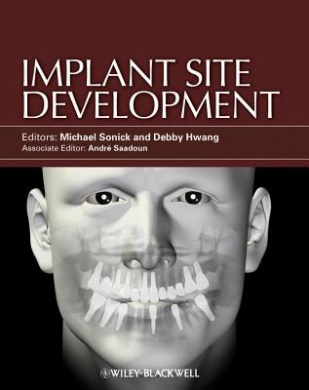 IMPLANT SITE
DEVELOPMENT
Editors: Michael Sonick and Debby Hwang
Associate Editor: André Saadoun
WILEY-BLACKWELL